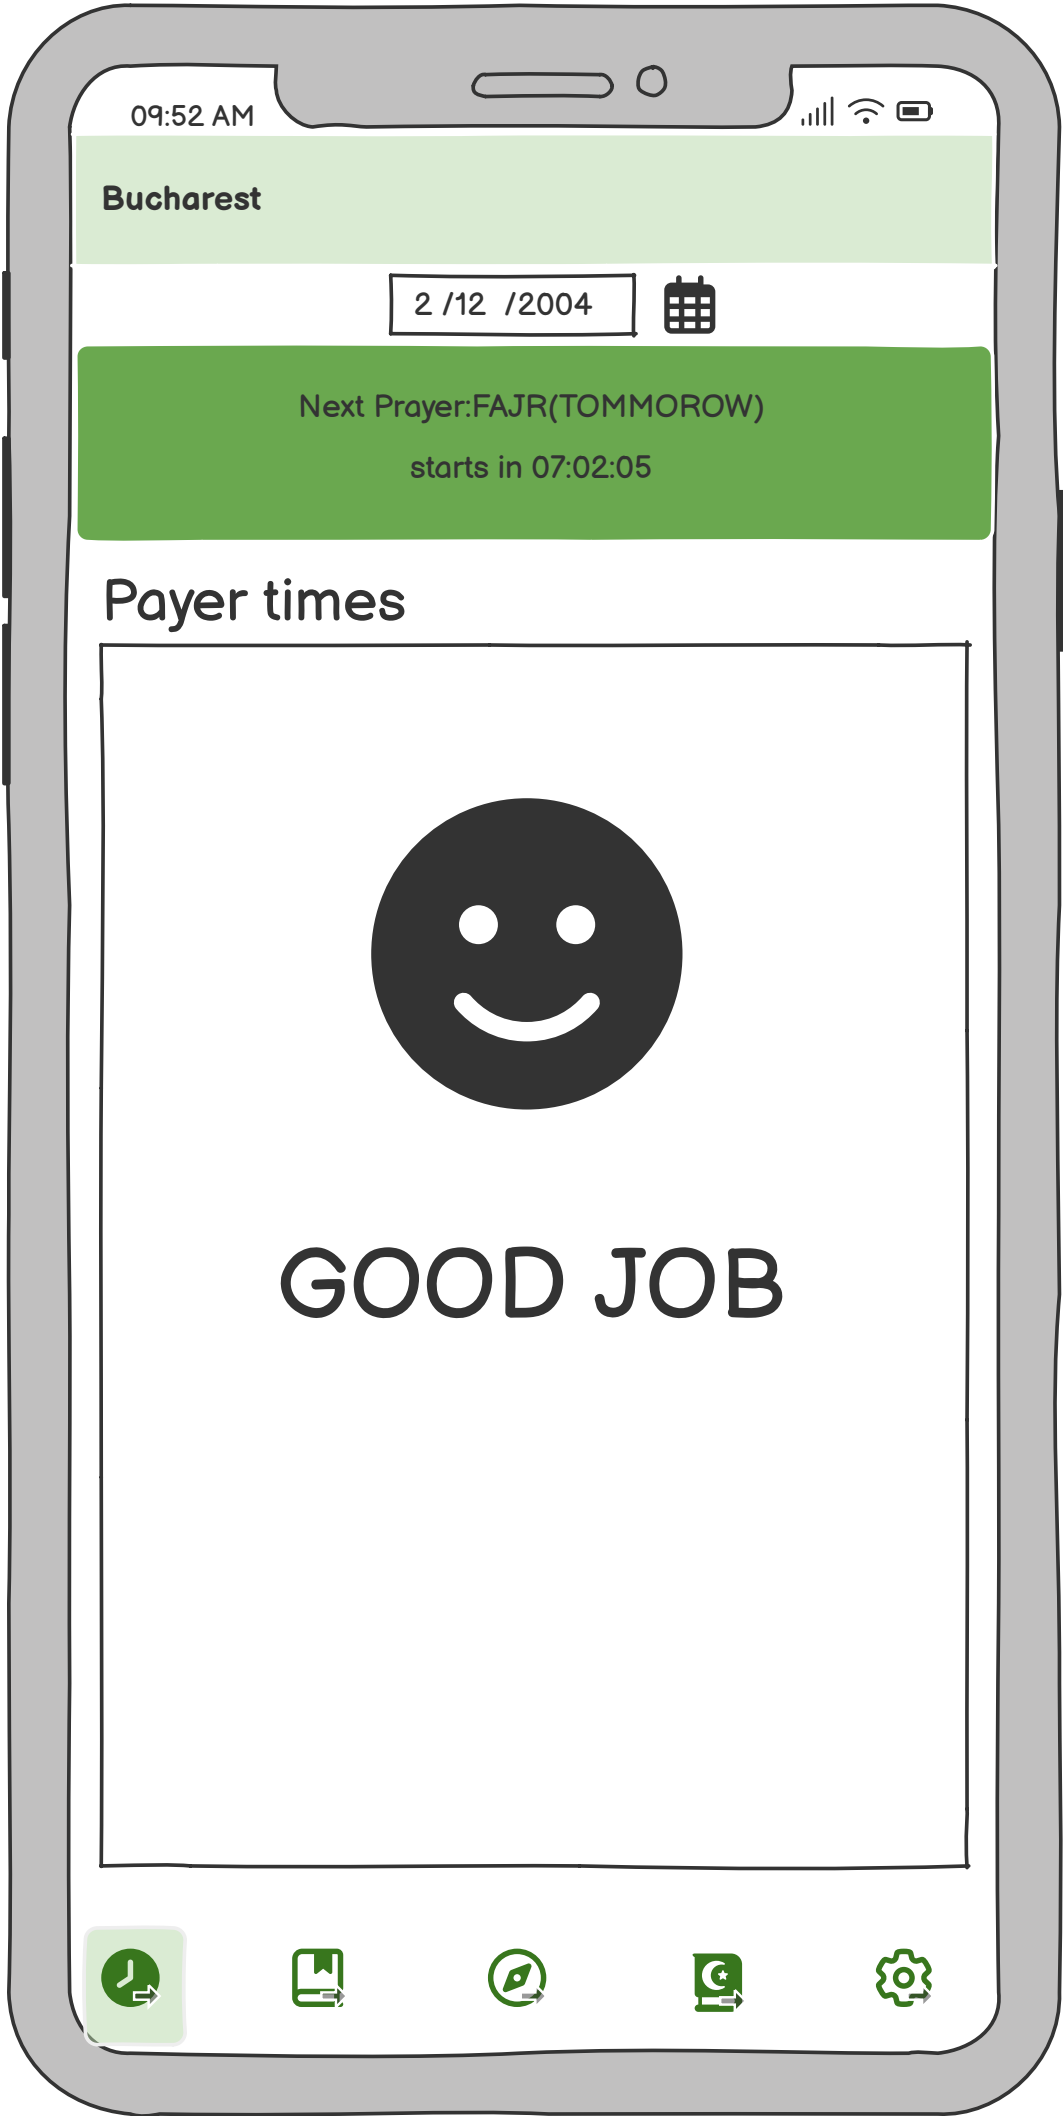 09:52 AM
Bucharest
2 /12 /2004
Next Prayer:FAJR(TOMMOROW)
starts in 07:02:05
Payer times
GOOD JOB